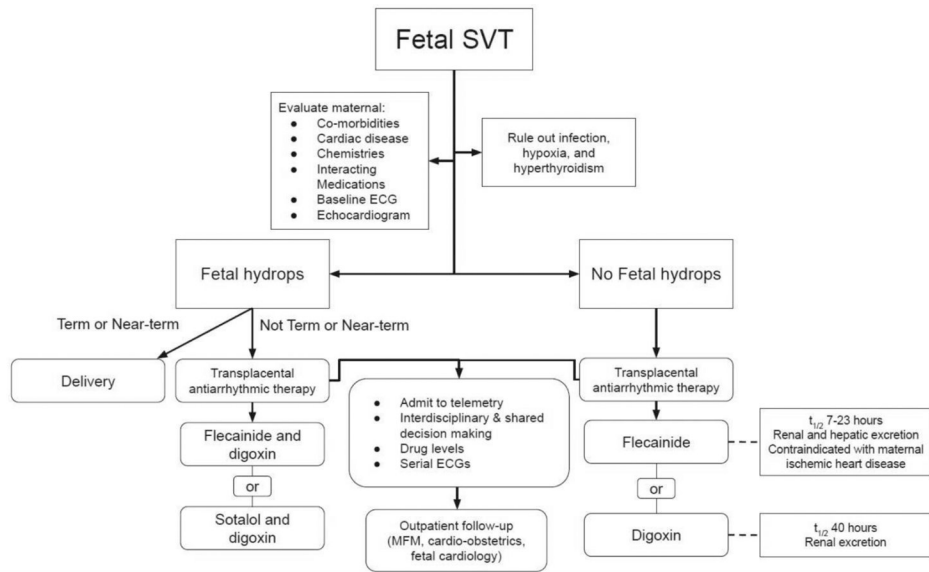 Fetal SVT
Evaluate maternal:
● Co-morbidities
● Cardiac disease
● Chemistries
● Interacting
Medications
● Baseline ECG
● Echocardiogram
Rule out infection,
hypoxia, and
hyperthyroidism
Fetal hydrops
No Fetal hydrops
Term or Near-term
Not Term or Near-term
Delivery
Transplacental
antiarrhythmic therapy
● Admit to telemetry
● Interdisciplinary & shared
decision making
● Drug levels
● Serial ECGs
Transplacental
antiarrhythmic therapy
Flecainide and
digoxin
or
Sotalol and
digoxin
Outpatient follow-up
(MFM, cardio-obstetrics,
fetal cardiology)
Flecainide
t1/2 7-23 hours
Renal and hepatic excretion
Contraindicated with maternal
ischemic heart disease
or
Digoxin
t1/2 40 hours
Renal excretion